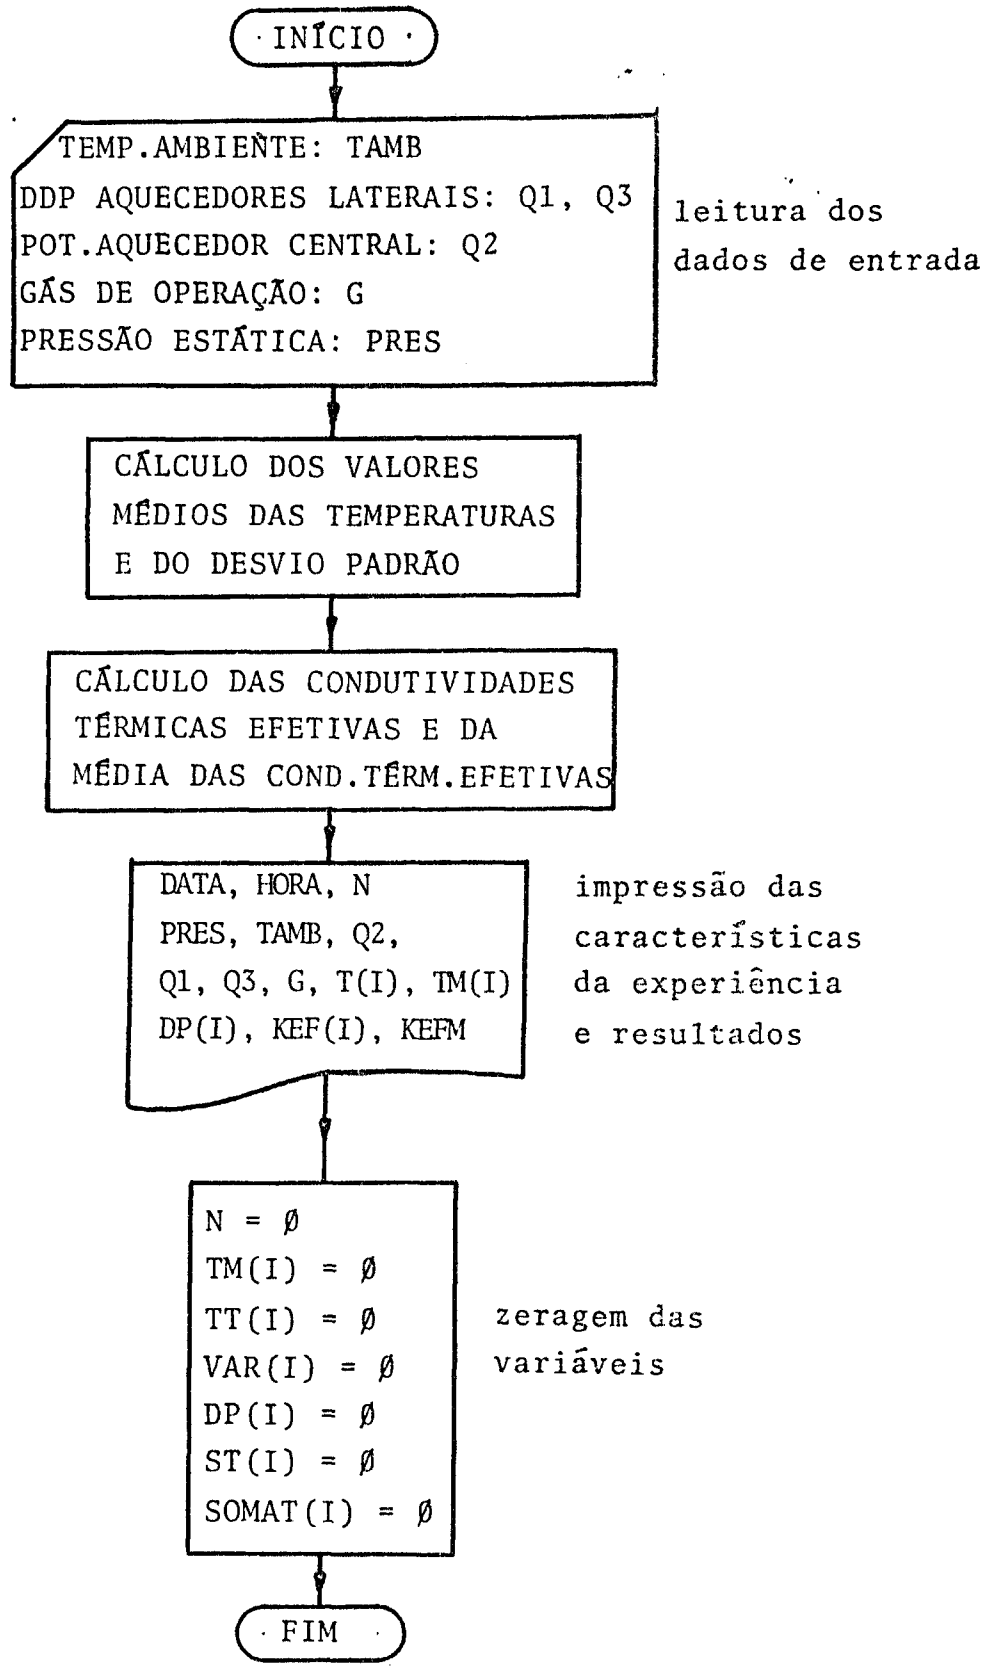 INÍCIO
TEMP.AMBIENTE: TAMB
DDP AQUECEDORES LATERAIS: Q1, Q3
POT.AQUECEDOR CENTRAL: Q2
GÁS DE OPERAÇÃO: G
PRESSÃO ESTÁTICA: PRES
leitura dos
dados de entrada
CÁLCULO DOS VALORES
MÉDIOS DAS TEMPERATURAS
E DO DESVIO PADRÃO
CÁLCULO DAS CONDUTIVIDADES
TÉRMICAS EFETIVAS E DA
MÉDIA DAS COND.TÉRM.EFETIVAS
DATA, HORA, N
PRES, TAMB, Q2,
Q1, Q3, G, T(I), TM(I)
DP(I), KEF(I), KEFM
impressão das
características
da experiência
e resultados
N = Ø
TM(I) = Ø
TT(I) = Ø
VAR(I) = Ø
DP(I) = Ø
ST(I) = Ø
SOMAT(I) = Ø
zeragem das
variáveis
FIM